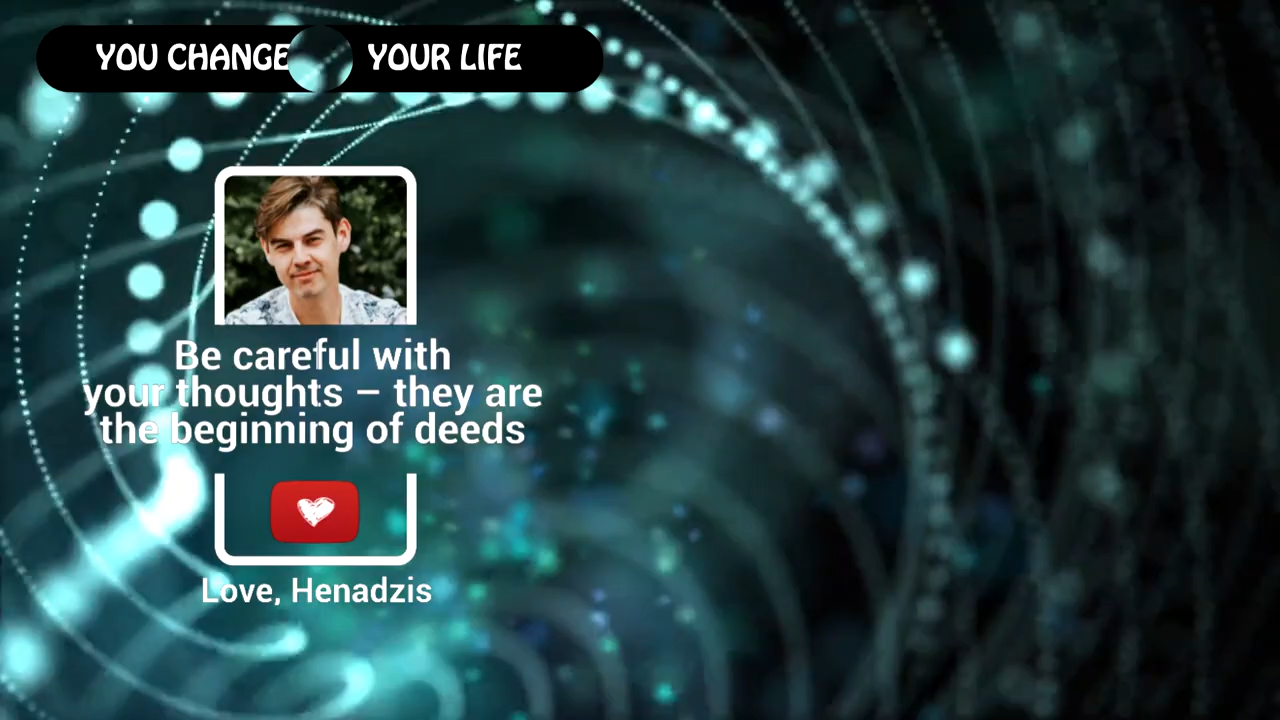 YOU CHANGE YOUR LIFE
Be careful with
your thoughts – they are
the beginning of deeds
Love, Henadzis